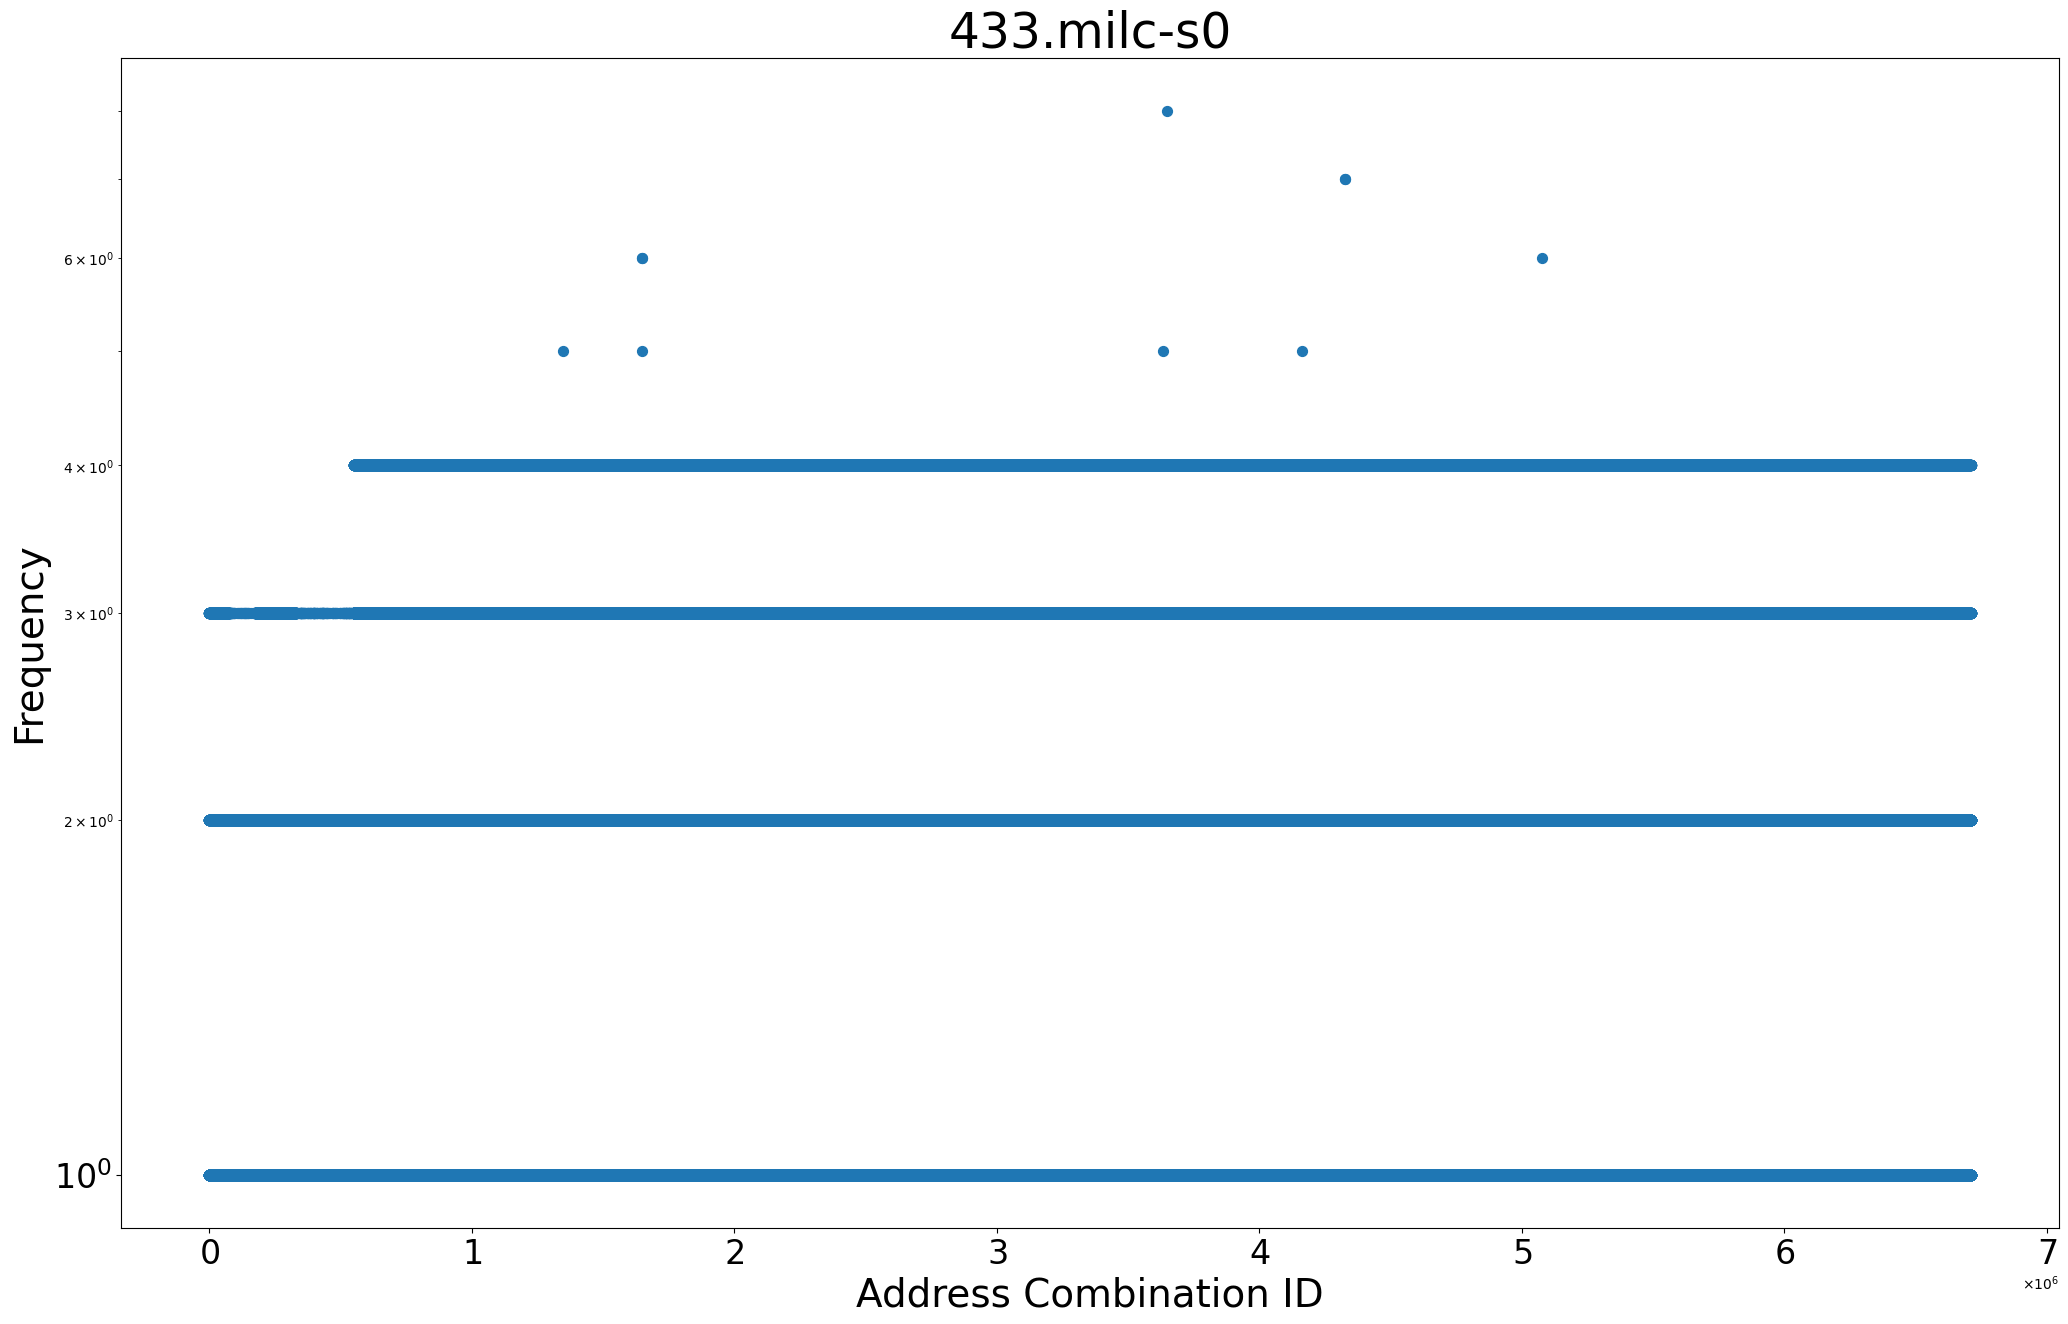 433.milc-s0
Frequency
6 × 10⁰
4 × 10⁰
3 × 10⁰
2 × 10⁰
10⁰
0 1 2 3 4 5 6 7
×10⁶
Address Combination ID